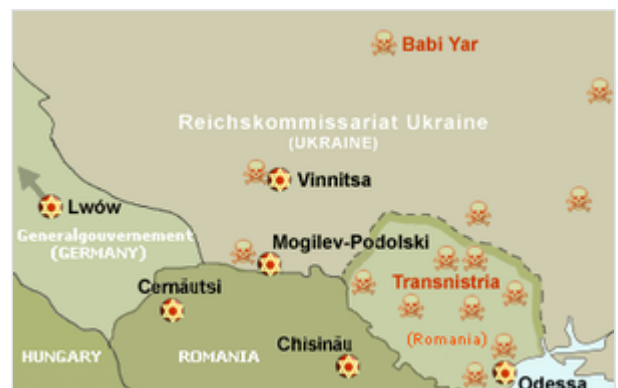 Babi Yar
Reichskommissariat Ukraine
(UKRAINE)
Vinnitsa
Lwów
Generalgouvernement
(GERMANY)
Mogilev-Podolski
Cernăutsi
Transnistria
(Romania)
Chisinău
HUNGARY
ROMANIA
Odessa